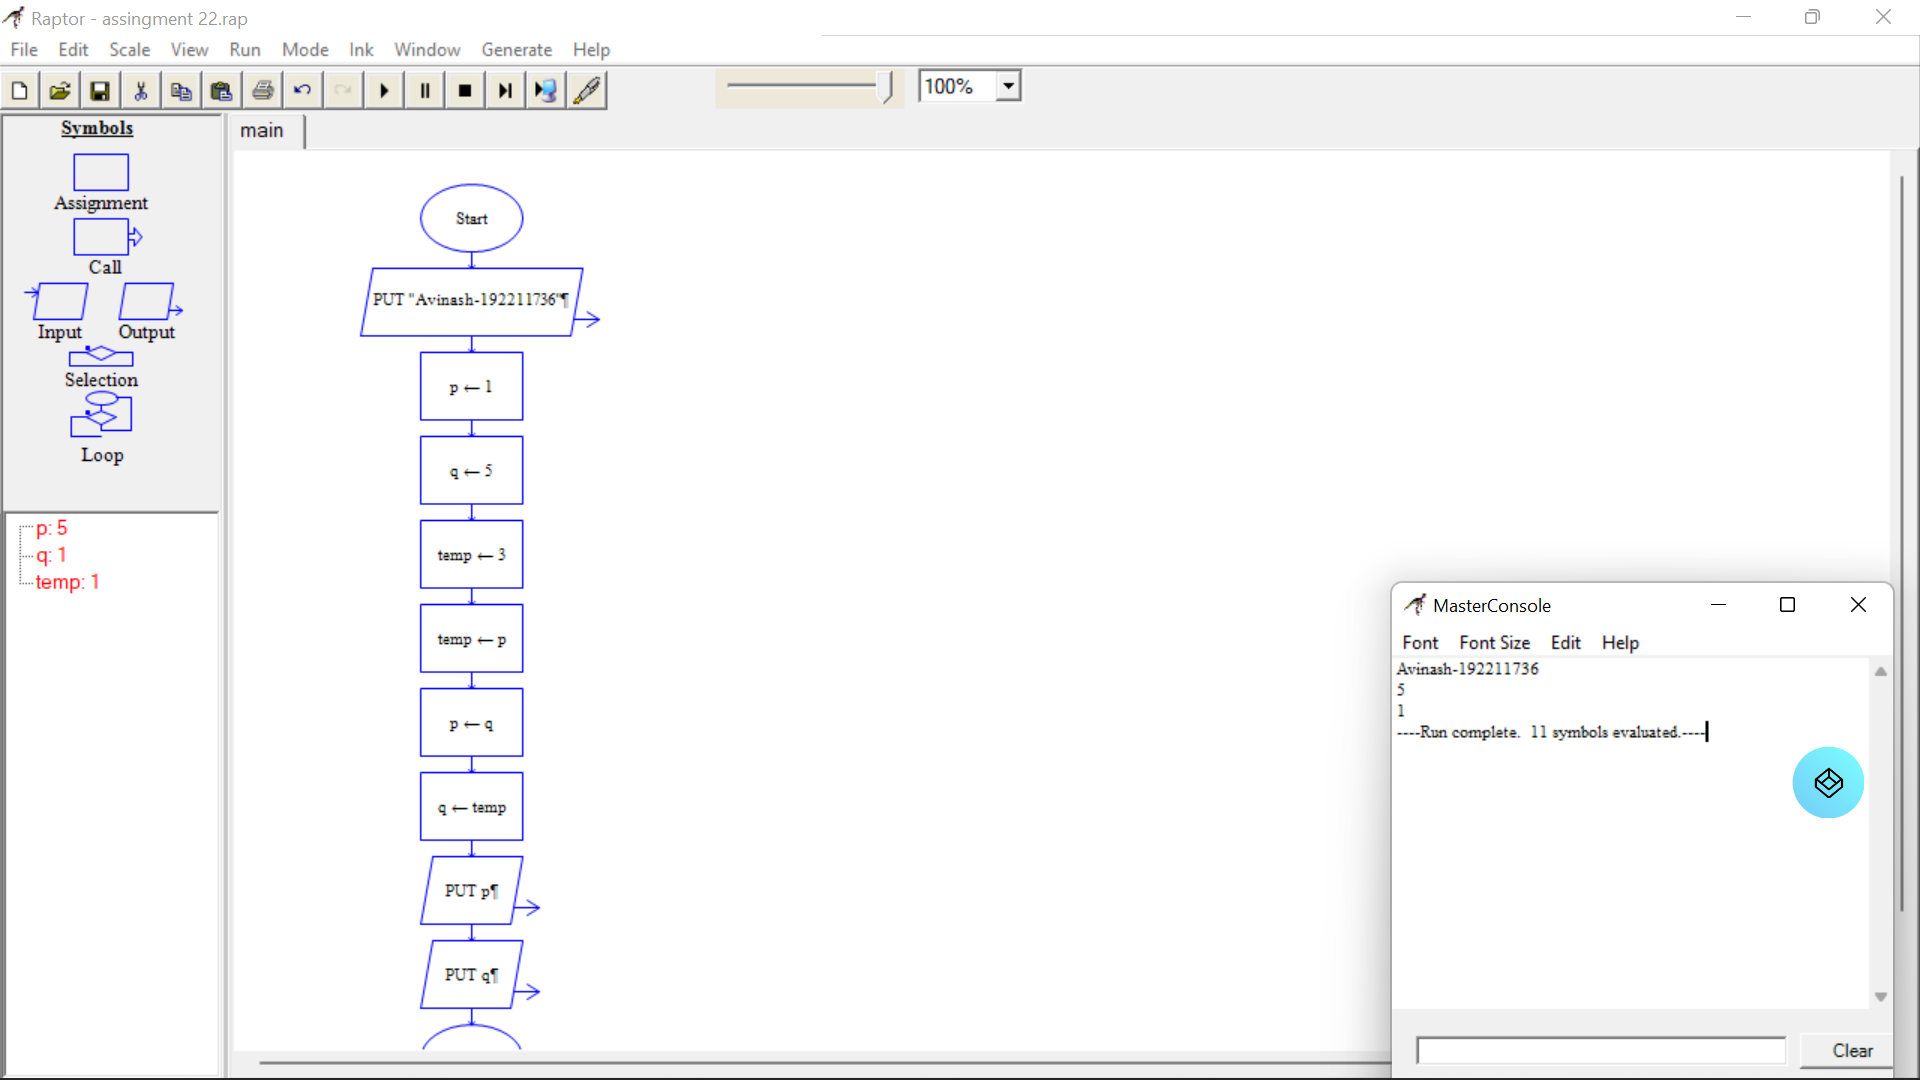 Raptor - assingment 22.rap
File Edit Scale View Run Mode Ink Window Generate Help
100%
Symbols
Assignment
Call
Input Output
Selection
Loop
p: 5
q: 1
temp: 1
main
Start
PUT "Avinash-192211736"¶
p ← 1
q ← 5
temp ← 3
temp ← p
p ← q
q ← temp
PUT p¶
PUT q¶
MasterConsole
Font Font Size Edit Help
Avinash-192211736
5
1
----Run complete.  11 symbols evaluated.----
Clear